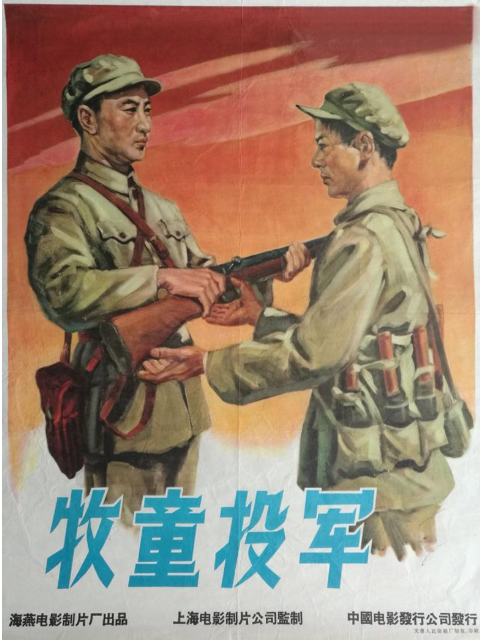 牧童投军
海燕电影制片厂出品 上海电影制片公司監制 中國电影發行公司發行